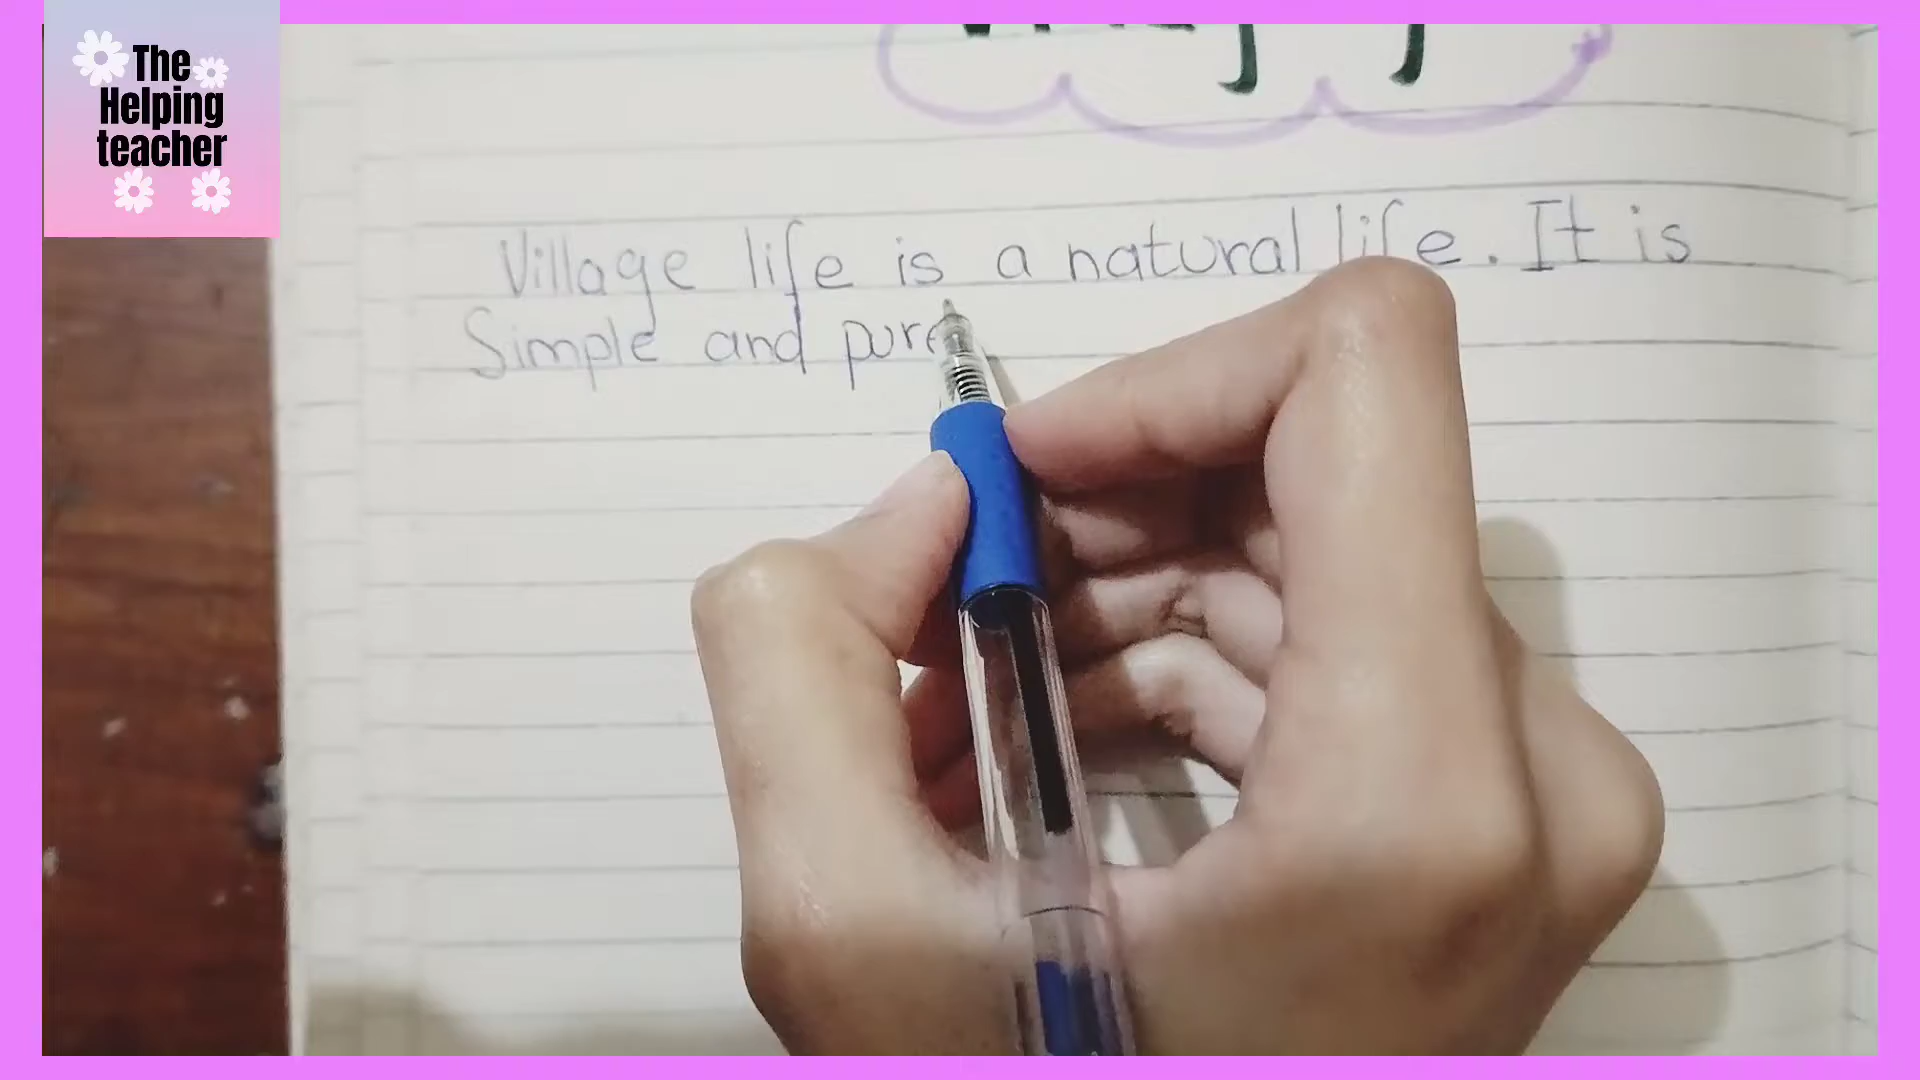 The
Helping
teacher
Village life is a natural life. It is
Simple and pure